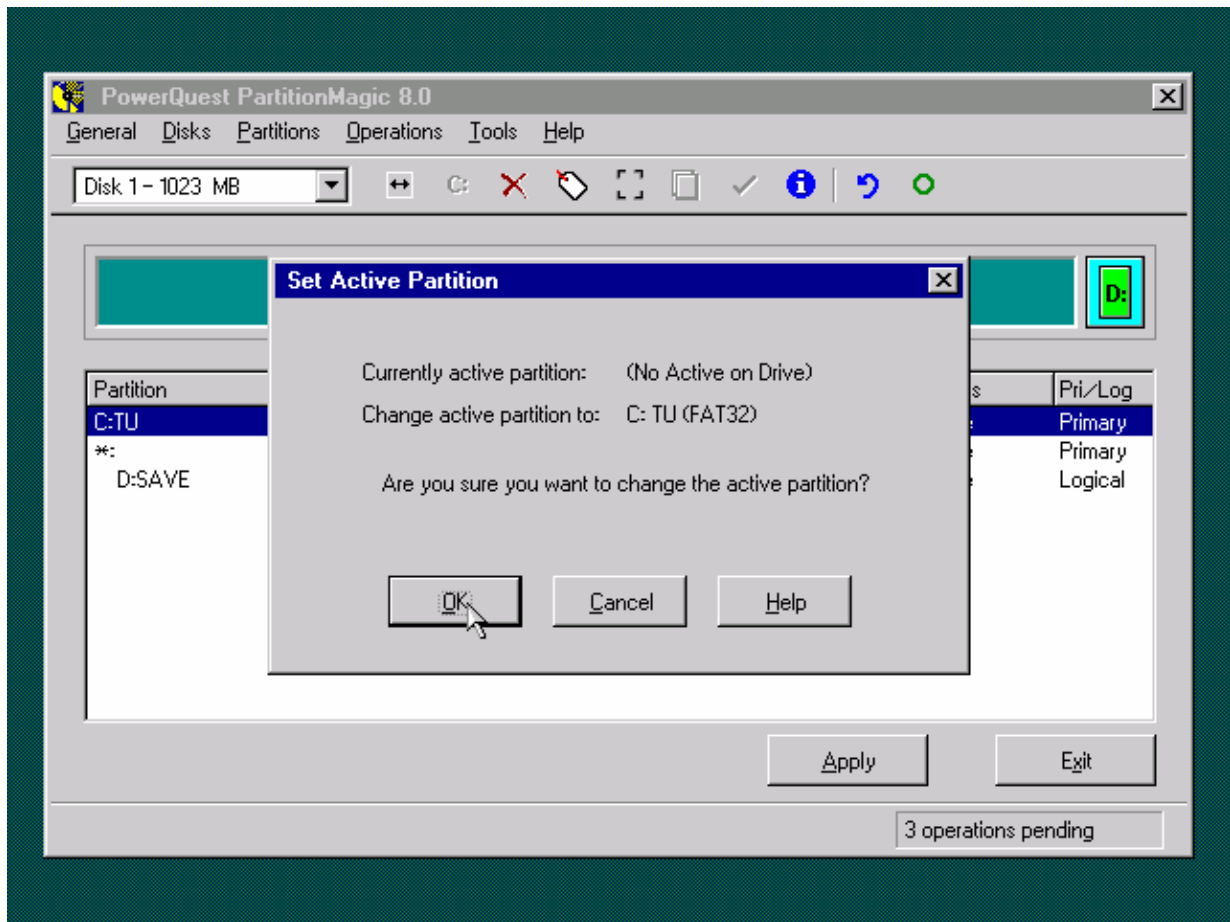 PowerQuest PartitionMagic 8.0
General Disks Partitions Operations Tools Help
Disk 1 – 1023 MB
C:
D:
Set Active Partition
Currently active partition: (No Active on Drive)
Change active partition to: C: TU (FAT32)
Are you sure you want to change the active partition?
OK Cancel Help
Partition s Pri/Log
C:TU Primary
*: Primary
D:SAVE Logical
Apply Exit
3 operations pending